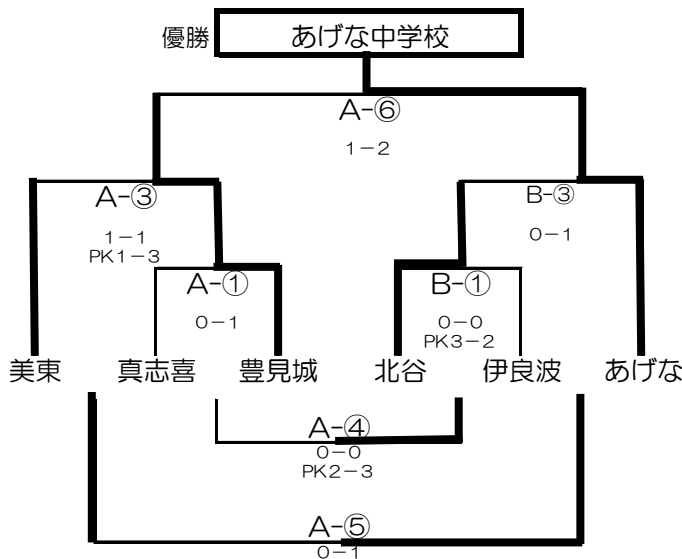 優勝 あげな中学校
A-⑥
1－2
A-③
1－1
PK1－3
B-③
0－1
A-①
0－1
B-①
0－0
PK3－2
美東 真志喜 豊見城 北谷 伊良波 あげな
A-④
0－0
PK2－3
A-⑤
0－1